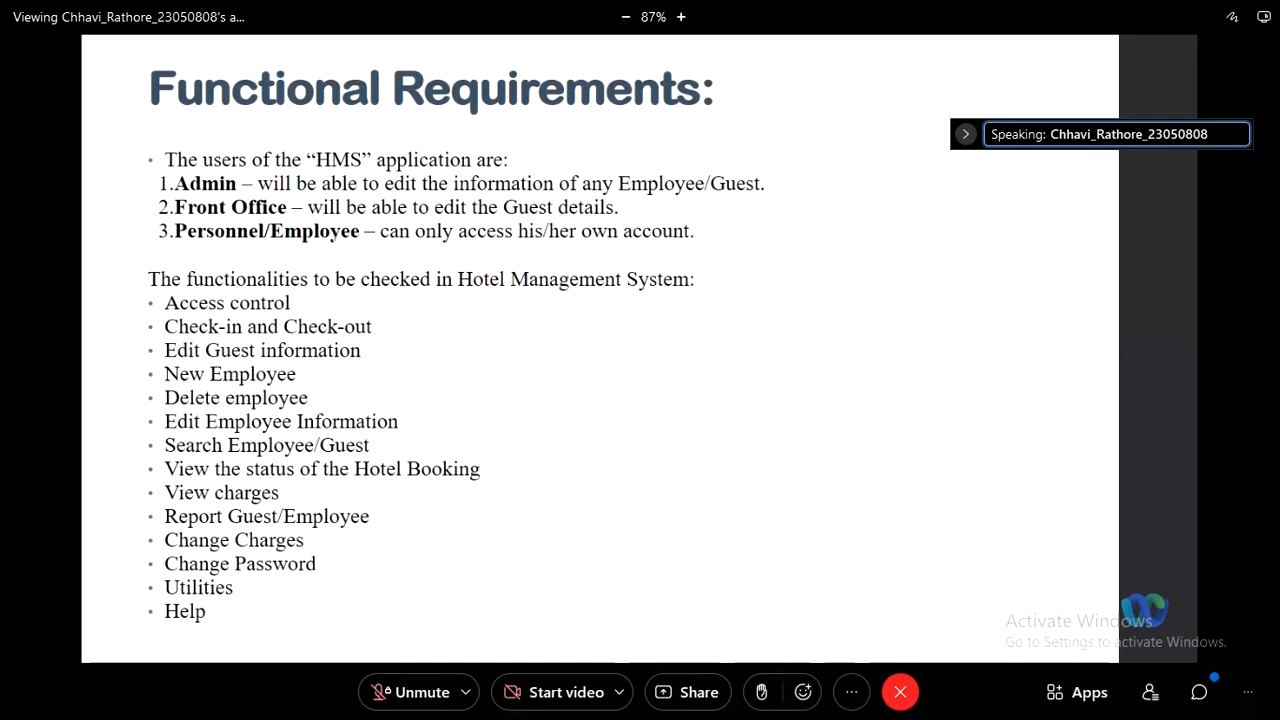 Viewing Chhavi_Rathore_23050808's a...
87%
Functional Requirements:
Speaking: Chhavi_Rathore_23050808
• The users of the “HMS” application are:
1.Admin – will be able to edit the information of any Employee/Guest.
2.Front Office – will be able to edit the Guest details.
3.Personnel/Employee – can only access his/her own account.
The functionalities to be checked in Hotel Management System:
• Access control
• Check-in and Check-out
• Edit Guest information
• New Employee
• Delete employee
• Edit Employee Information
• Search Employee/Guest
• View the status of the Hotel Booking
• View charges
• Report Guest/Employee
• Change Charges
• Change Password
• Utilities
• Help
Activate Windows
Go to Settings to activate Windows.
Unmute
Start video
Share
Apps